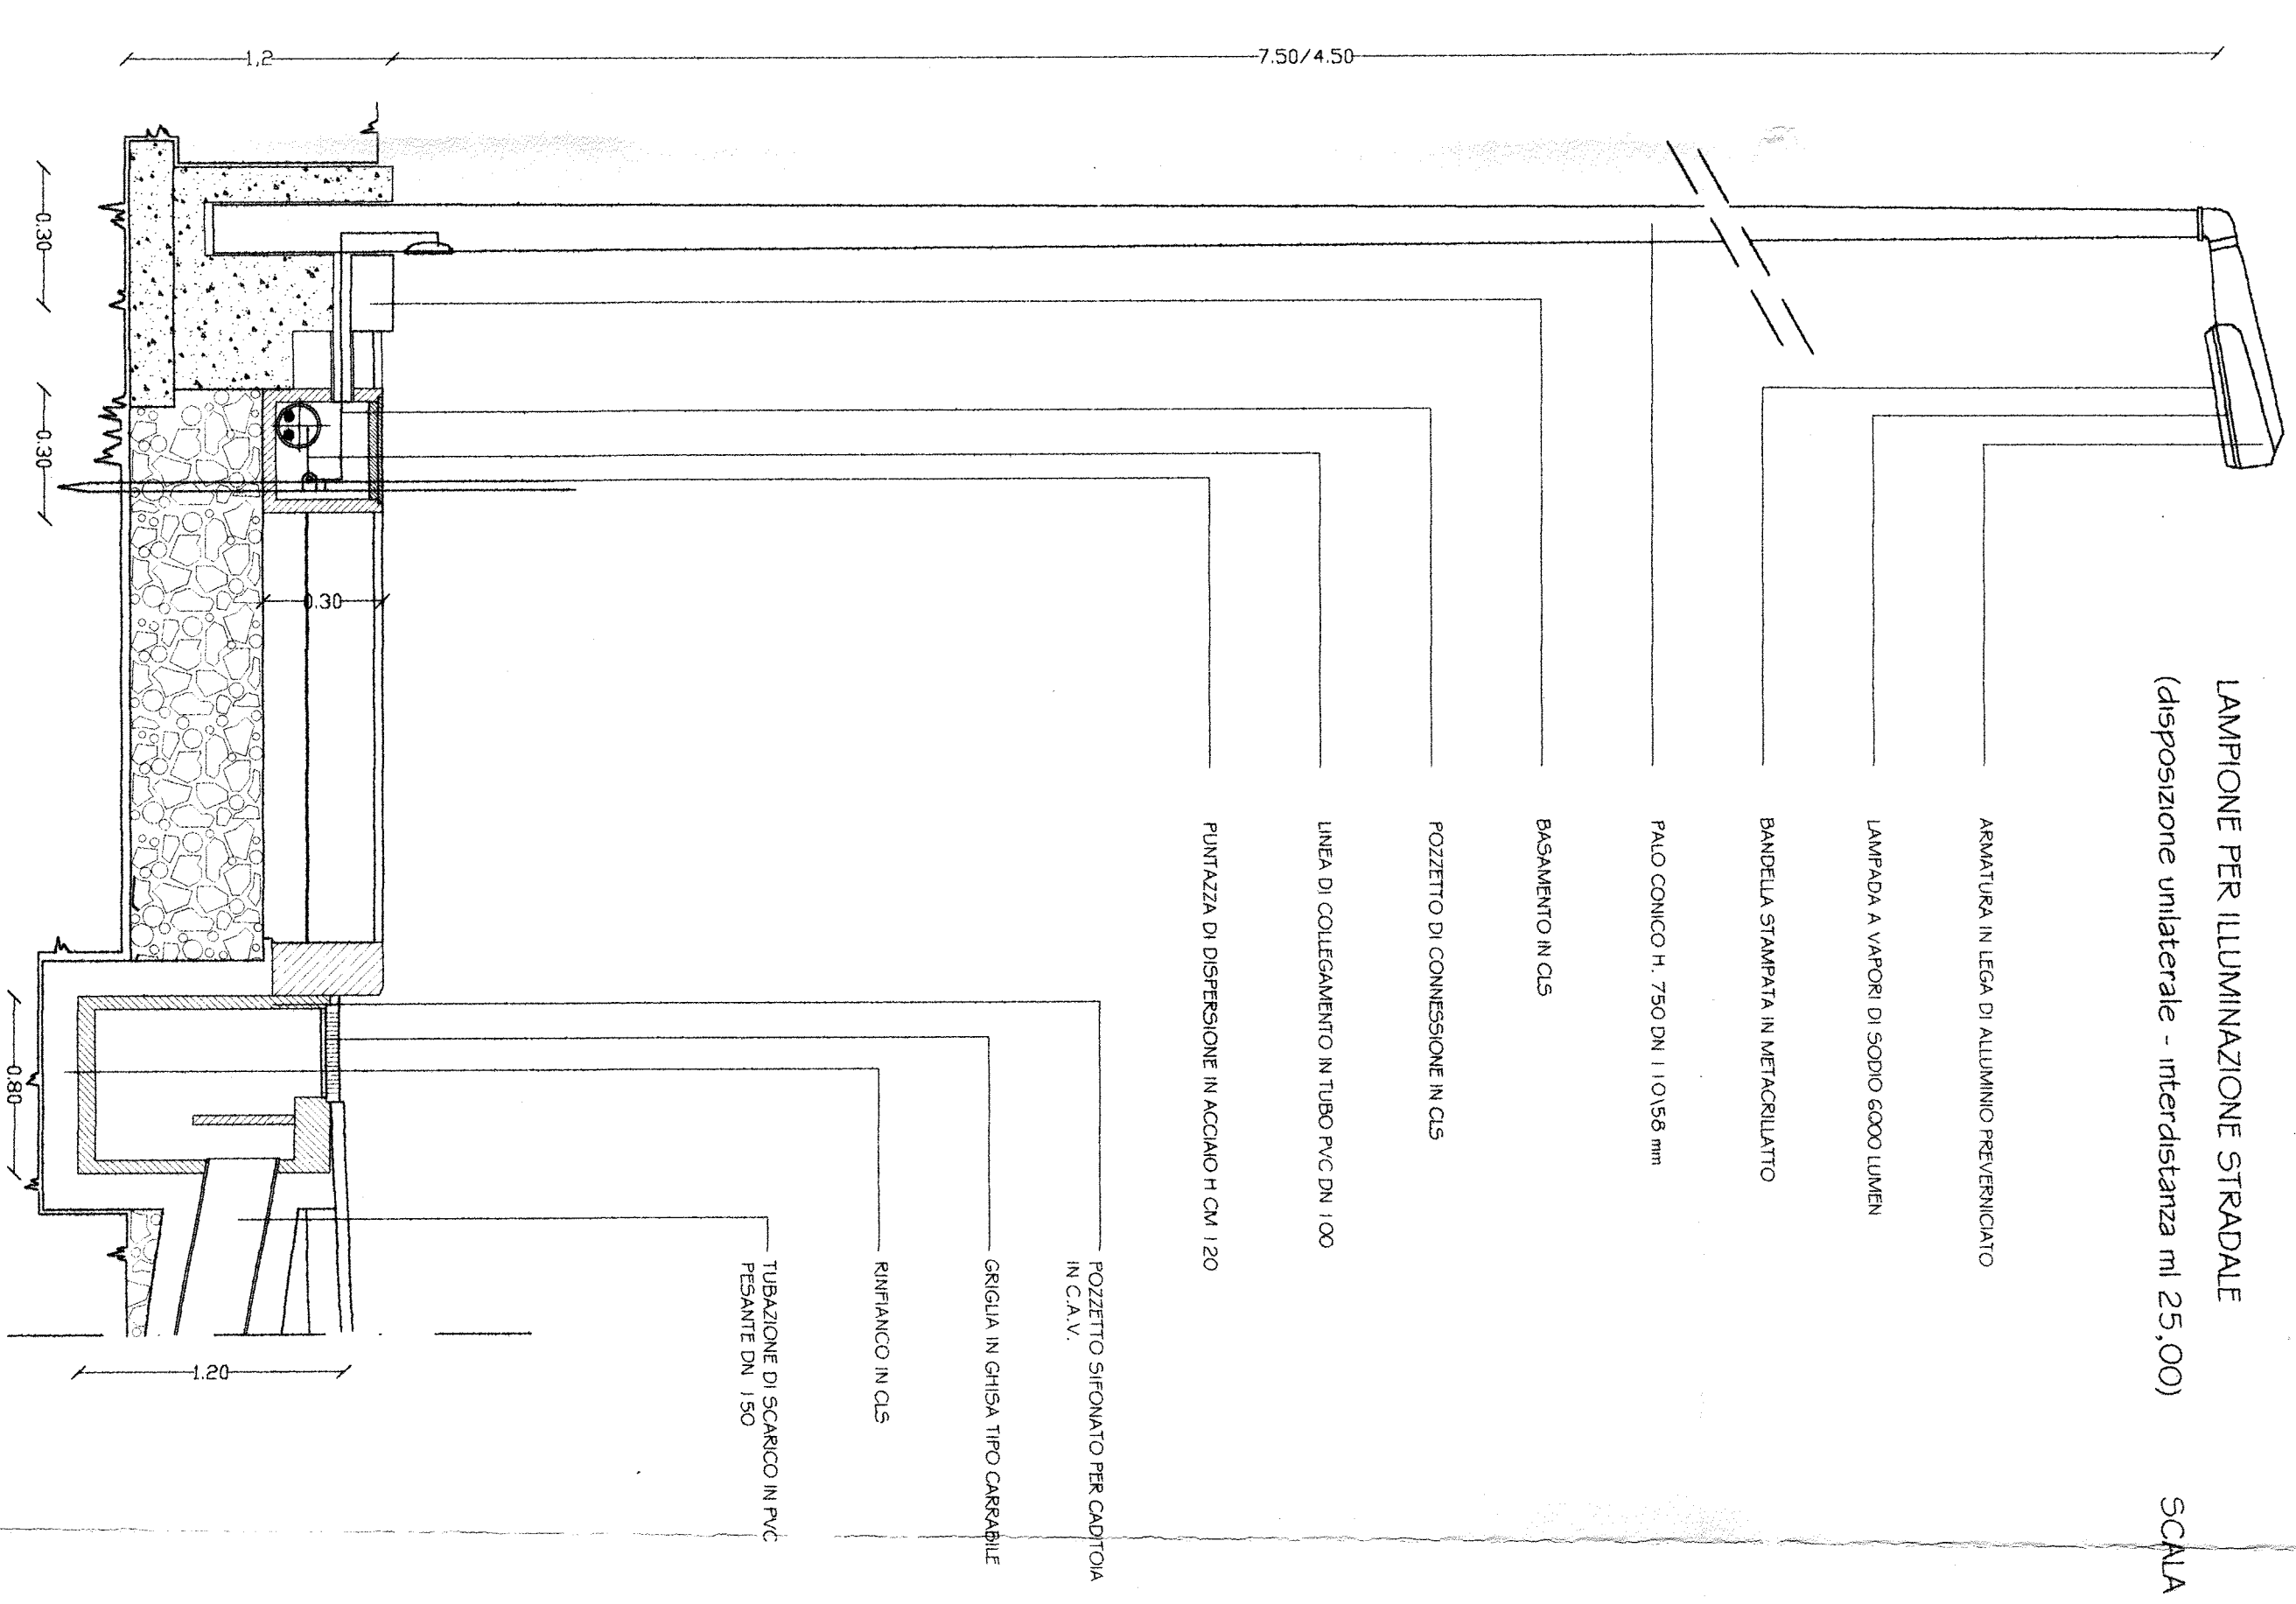 LAMPIONE PER ILLUMINAZIONE STRADALE
(disposizione unilaterale - interdistanza ml 25,00)
SCALA
ARMATURA IN LEGA DI ALLUMINIO PREVERNICIATO
LAMPADA A VAPORI DI SODIO 6000 LUMEN
BANDELLA STAMPATA IN METACRILLATTO
PALO CONICO H. 750 DN 110\58 mm
BASAMENTO IN CLS
POZZETTO DI CONNESSIONE IN CLS
LINEA DI COLLEGAMENTO IN TUBO PVC DN 100
PUNTAZZA DI DISPERSIONE IN ACCIAIO H CM 120
POZZETTO SIFONATO PER CADITOIA
IN C.A.V.
GRIGLIA IN GHISA TIPO CARRABILE
RINFIANCO IN CLS
TUBAZIONE DI SCARICO IN PVC
PESANTE DN 150
7.50/4.50
1,2
0.30
0.30
0.30
0.80
1.20